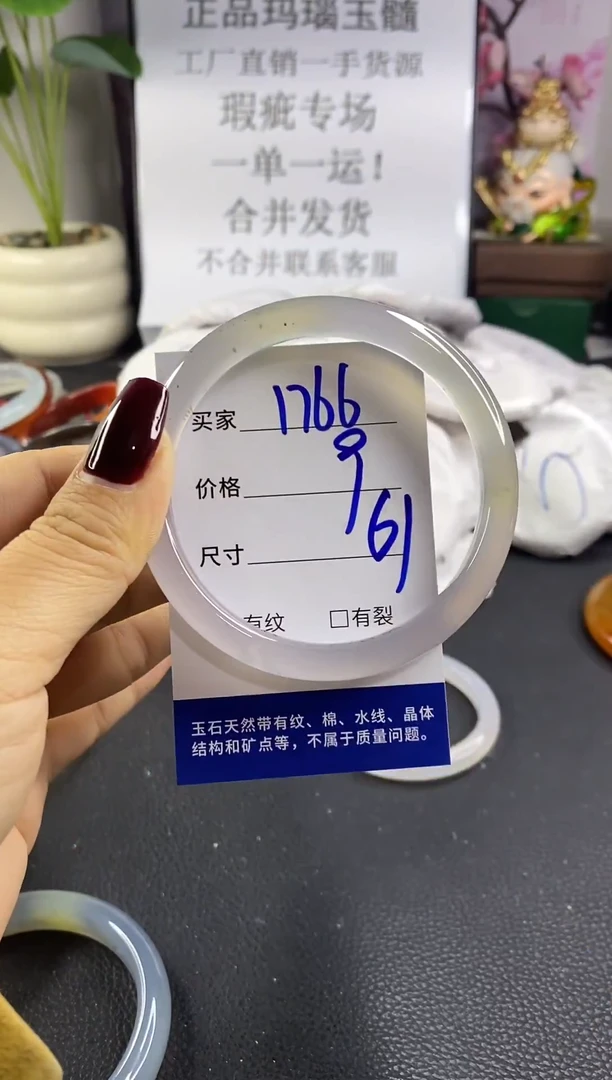 正品玛瑙玉髓
工厂直销一手货源
瑕疵专场
一单一运!
合并发货
不合并联系客服
买家 1766
价格 9
尺寸 61
有纹 □有裂
玉石天然带有纹、棉、水线、晶体
结构和矿点等，不属于质量问题。